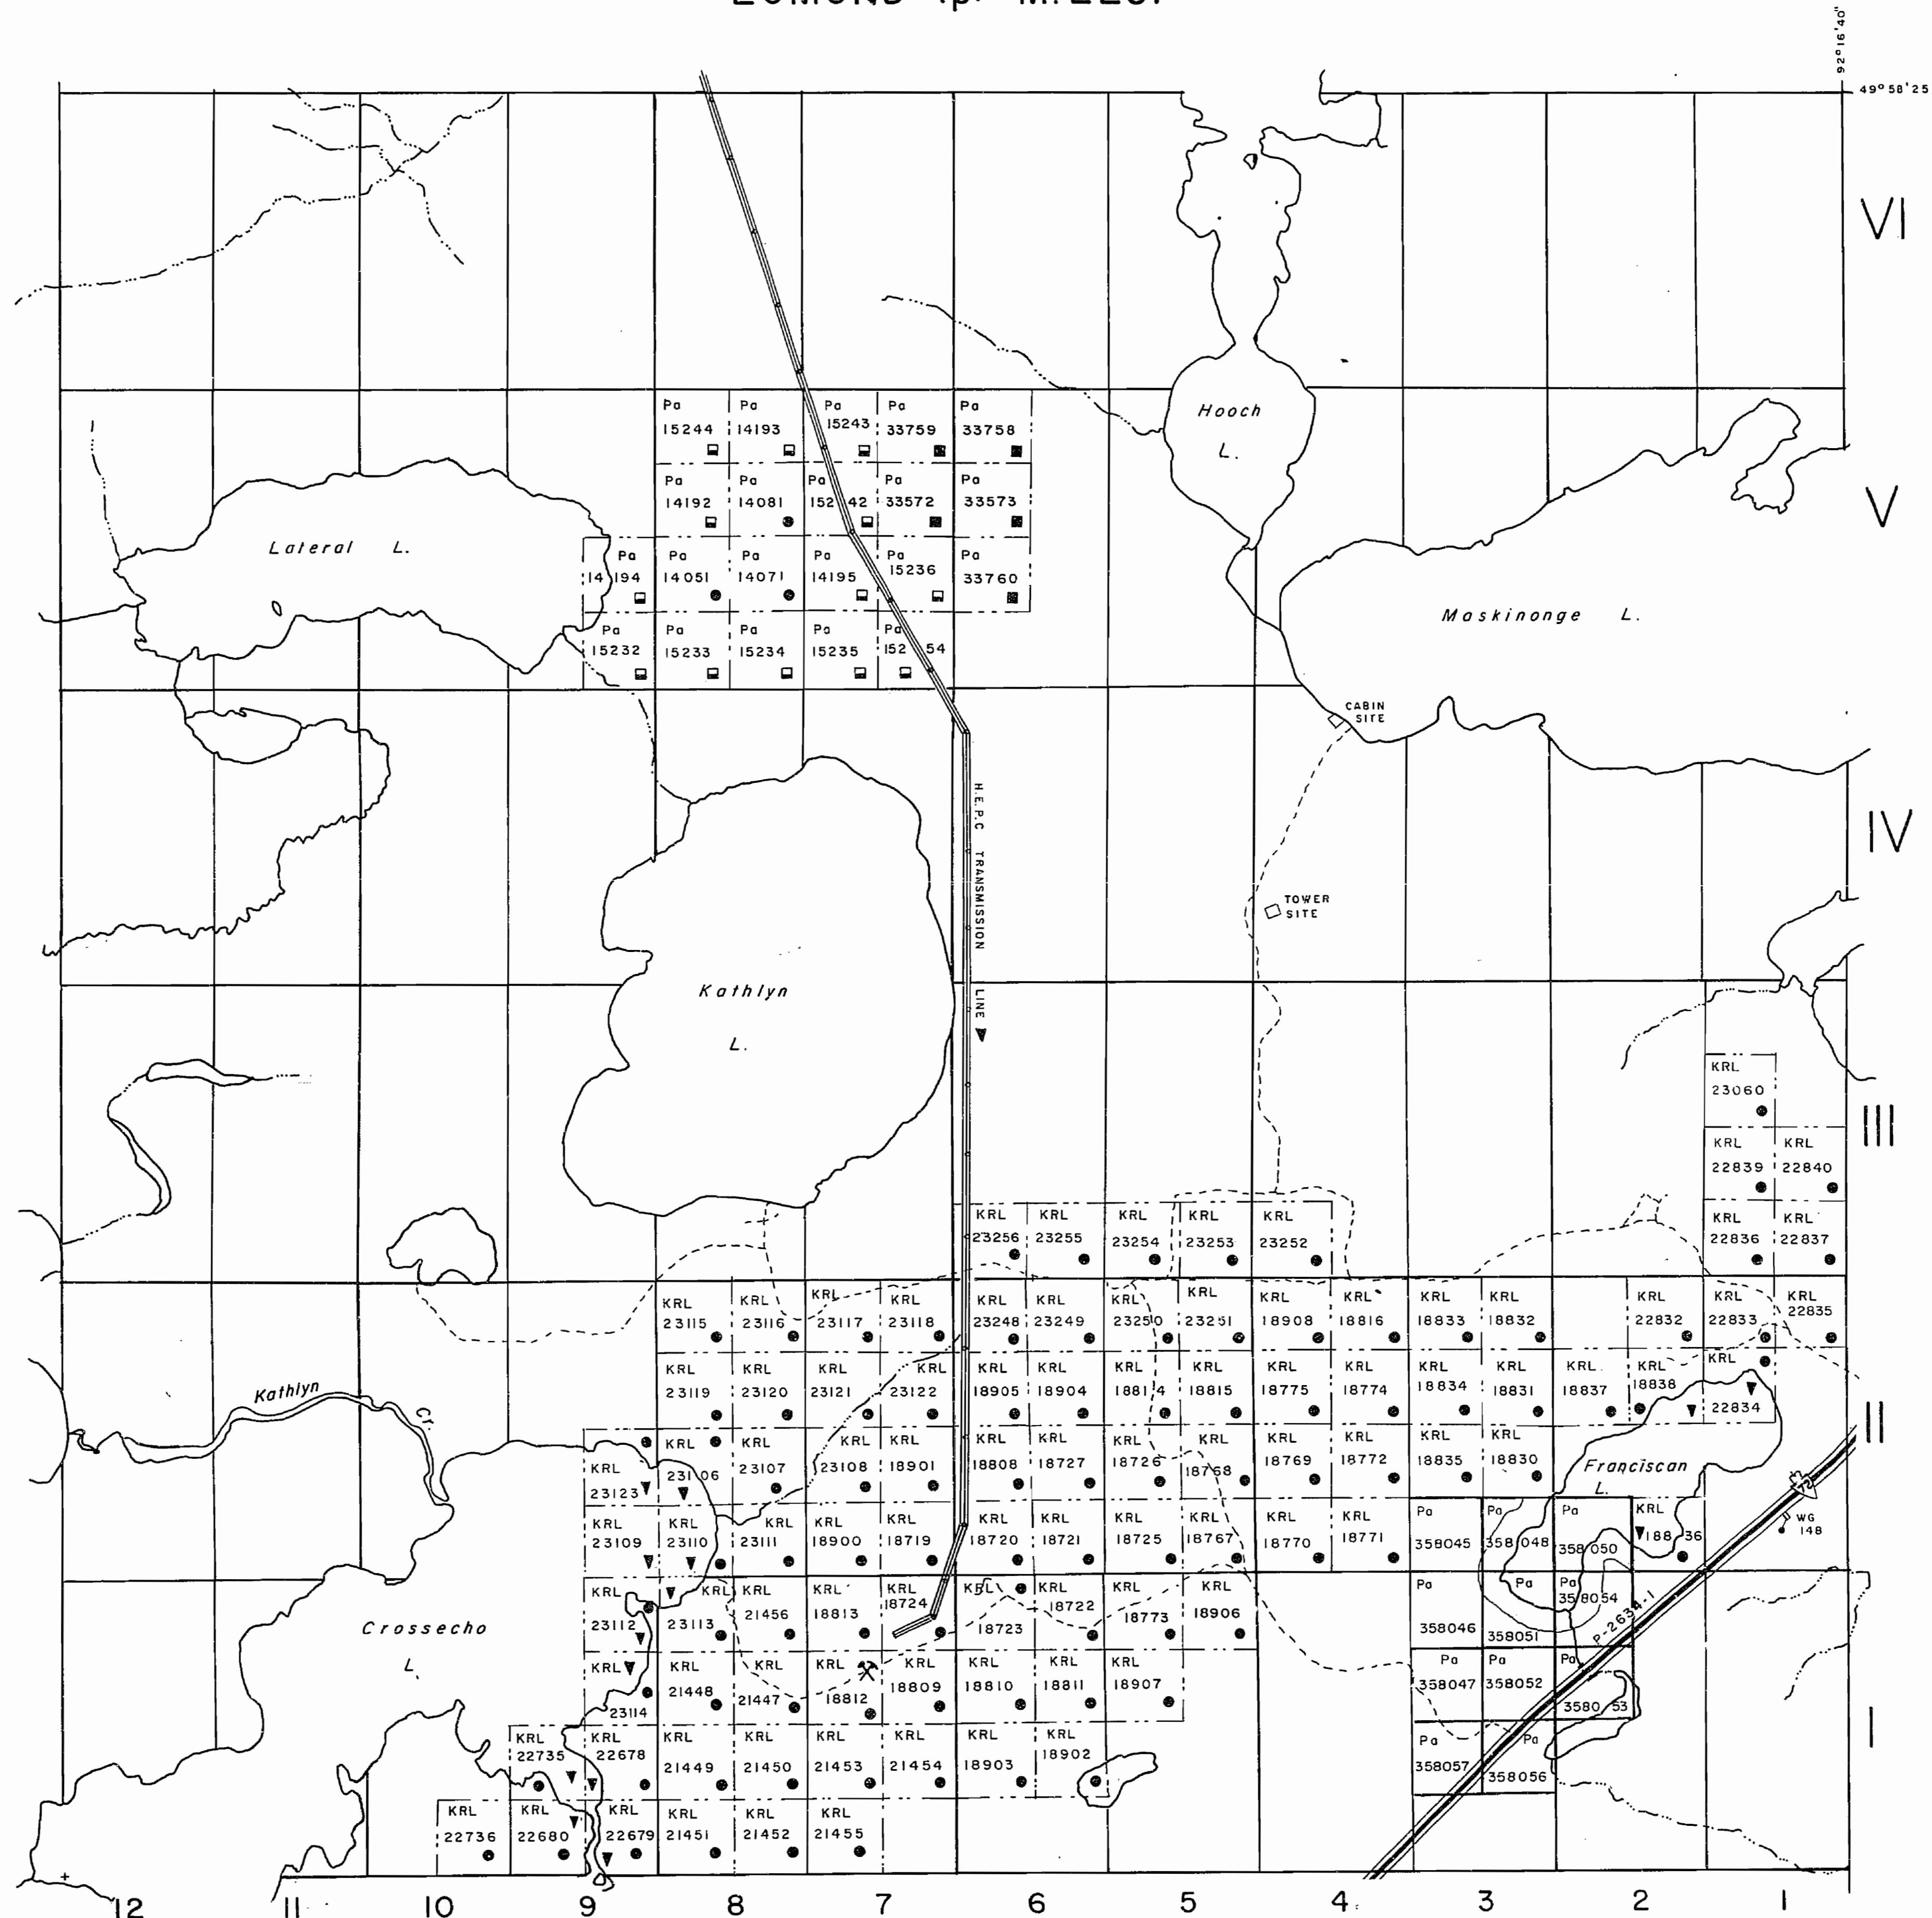 92°16'40"
49°58'25
VI
Pa
15244
Pa
14193
Pa
15243
Pa
33759
Pa
33758
Hooch
L.
Pa
14192
Pa
14081
Pa
152 42
Pa
33572
Pa
33573
V
Lateral L.
Pa
14 194
Pa
14051
Pa
14071
Pa
14195
Pa
15236
Pa
33760
Maskinonge L.
Pa
15232
Pa
15233
Pa
15234
Pa
15235
Pa
152 54
CABIN
SITE
H.E.P.C TRANSMISSION LINE
IV
TOWER
SITE
Kathlyn
L.
KRL
23060
III
KRL
22839
KRL
22840
KRL
23256
KRL
23255
KRL
23254
KRL
23253
KRL
23252
KRL
22836
KRL
22837
KRL
23115
KRL
23116
KRL
23117
KRL
23118
KRL
23248
KRL
23249
KRL
23250
KRL
23251
KRL
18908
KRL
18816
KRL
18833
KRL
18832
KRL
22832
KRL
22833
KRL
22835
KRL
23119
KRL
23120
KRL
23121
KRL
23122
KRL
18905
KRL
18904
KRL
18814
KRL
18815
KRL
18775
KRL
18774
KRL
18834
KRL
18831
KRL
18837
KRL
18838
KRL
22834
Kathlyn Cr.
II
KRL
23123
KRL
23106
KRL
23107
KRL
23108
KRL
18901
KRL
18808
KRL
18727
KRL
18726
KRL
18768
KRL
18769
KRL
18772
KRL
18835
KRL
18830
Franciscan
L.
72
WG
148
KRL
23109
KRL
23110
KRL
23111
KRL
18900
KRL
18719
KRL
18720
KRL
18721
KRL
18725
KRL
18767
KRL
18770
KRL
18771
Pa
358045
Pa
358048
Pa
358050
KRL
188 36
KRL
23112
KRL
23113
KRL
21456
KRL
18813
KRL
18724
KRL
18723
KRL
18722
KRL
18773
KRL
18906
Pa
358046
Pa
358051
Pa
358054
P-2634-1
Crossecho
L.
KRL
23114
KRL
21448
KRL
21447
KRL
18812
KRL
18809
KRL
18810
KRL
18811
KRL
18907
Pa
358047
Pa
358052
Pa
3580 53
I
KRL
22735
KRL
22678
KRL
21449
KRL
21450
KRL
21453
KRL
21454
KRL
18903
KRL
18902
Pa
358057
Pa
358056
KRL
22736
KRL
22680
KRL
22679
KRL
21451
KRL
21452
KRL
21455
12 11 10 9 8 7 6 5 4 3 2 1